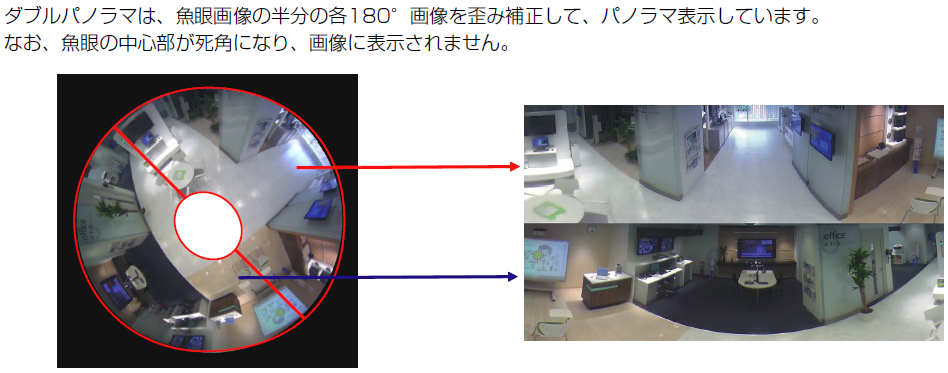 ダブルパノラマは、魚眼画像の半分の各180°画像を歪み補正して、パノラマ表示しています。
なお、魚眼の中心部が死角になり、画像に表示されません。
office